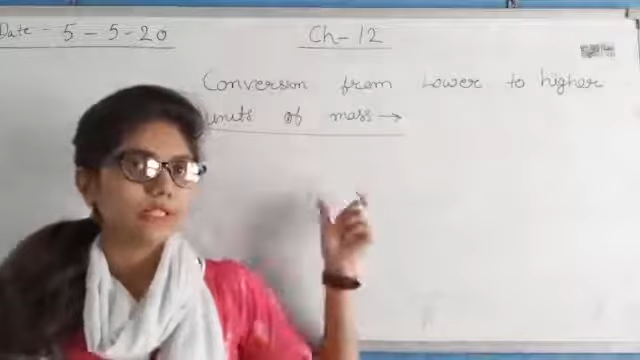 Date - 5-5-20
Ch-12
Conversion from Lower to higher
units of mass →